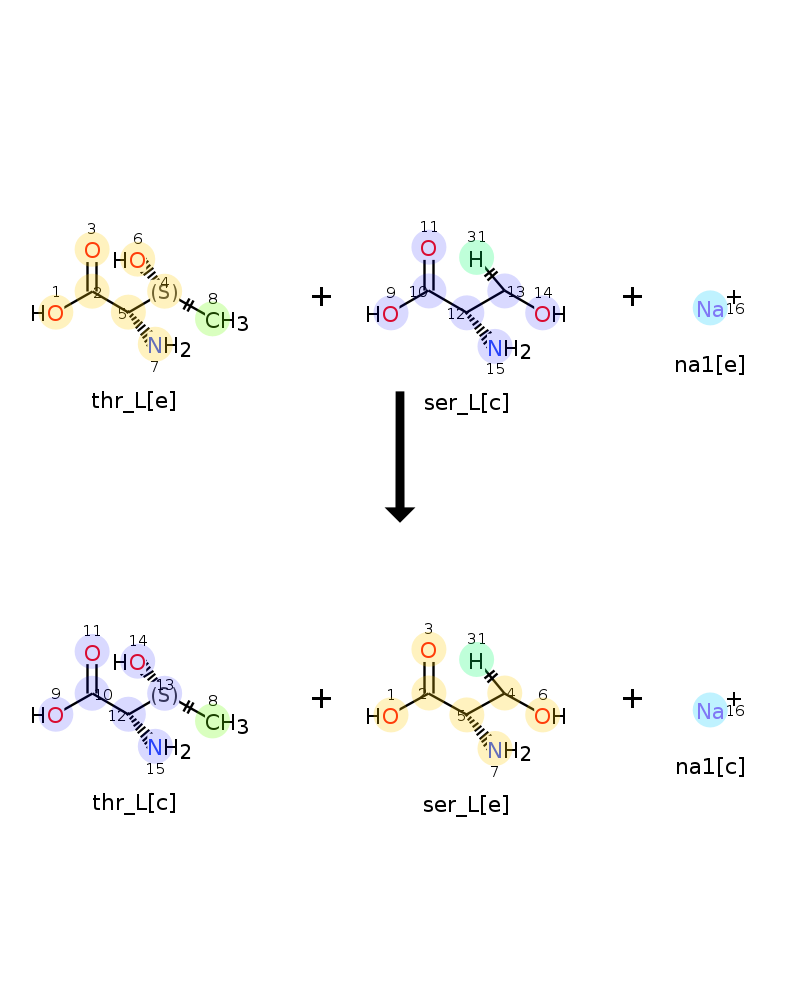 3 6 11 31
O HO O H
1 2 4 8 9 10 13 14
HO (S) CH3 HO OH + + Na+ 16
5 12
NH2 NH2
7 15
thr_L[e] ser_L[c] na1[e]
11 14 3 31
O HO O H
9 10 13 8 1 2 4 6
HO (S) CH3 HO OH + + Na+ 16
12 5
NH2 NH2
15 7
thr_L[c] ser_L[e] na1[c]